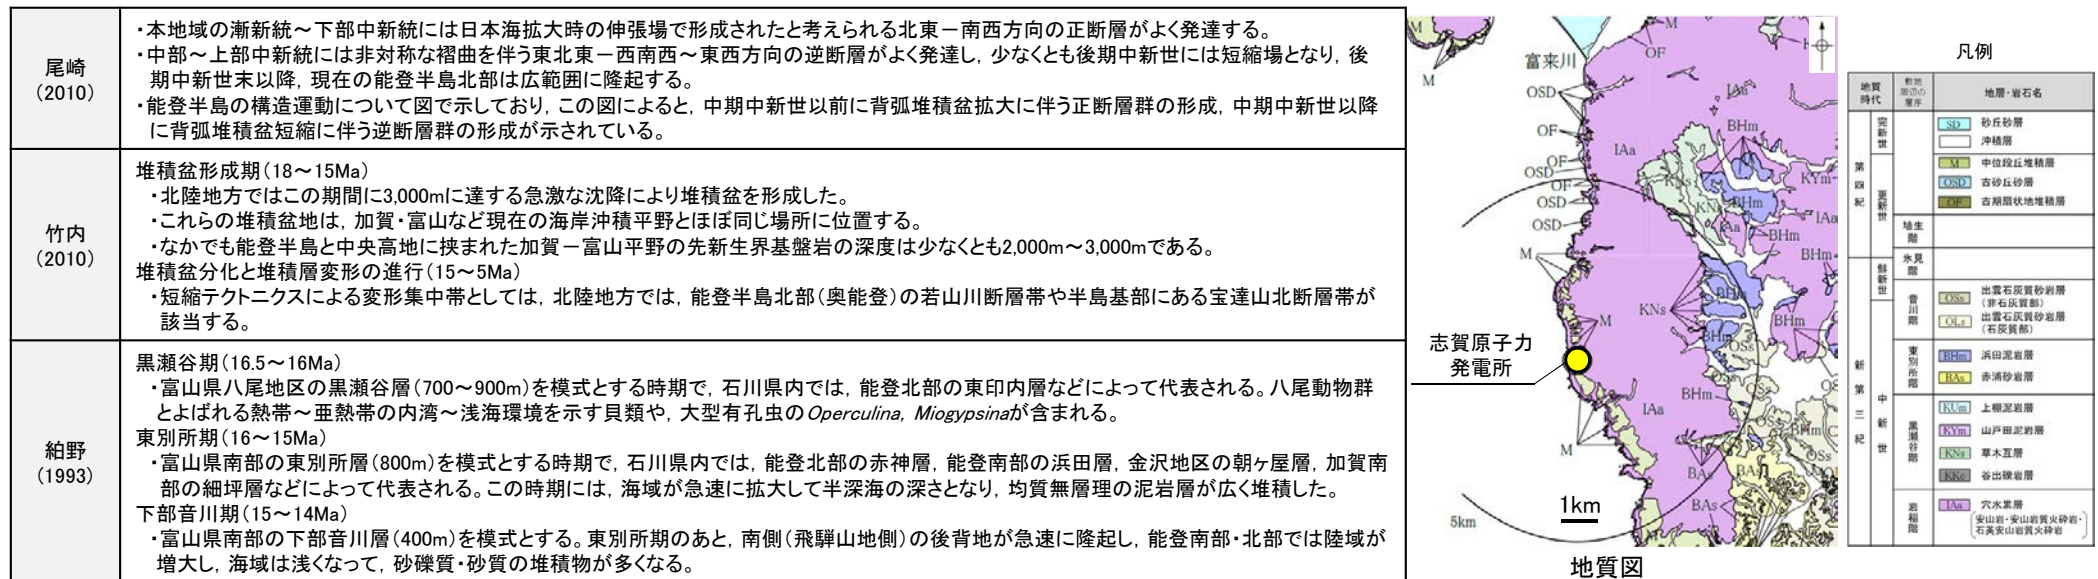 尾崎
(2010)
・本地域の漸新統～下部中新統には日本海拡大時の伸張場で形成されたと考えられる北東－南西方向の正断層がよく発達する。
・中部～上部中新統には非対称な褶曲を伴う東北東－西南西～東西方向の逆断層がよく発達し，少なくとも後期中新世には短縮場となり，後
期中新世末以降，現在の能登半島北部は広範囲に隆起する。
・能登半島の構造運動について図で示しており，この図によると，中期中新世以前に背弧堆積盆拡大に伴う正断層群の形成，中期中新世以降
に背弧堆積盆短縮に伴う逆断層群の形成が示されている。
竹内
(2010)
堆積盆形成期（18～15Ma）
・北陸地方ではこの期間に3,000mに達する急激な沈降により堆積盆を形成した。
・これらの堆積盆地は，加賀・富山など現在の海岸沖積平野とほぼ同じ場所に位置する。
・なかでも能登半島と中央高地に挟まれた加賀－富山平野の先新生界基盤岩の深度は少なくとも2,000m～3,000mである。
堆積盆分化と堆積層変形の進行（15～5Ma）
・短縮テクトニクスによる変形集中帯としては，北陸地方では，能登半島北部（奥能登）の若山川断層帯や半島基部にある宝達山北断層帯が
該当する。
絈野
(1993)
黒瀬谷期（16.5～16Ma）
・富山県八尾地区の黒瀬谷層（700～900m）を模式とする時期で，石川県内では，能登北部の東印内層などによって代表される。八尾動物群
とよばれる熱帯～亜熱帯の内湾～浅海環境を示す貝類や，大型有孔虫のOperculina, Miogypsinaが含まれる。
東別所期（16～15Ma）
・富山県南部の東別所層（800m）を模式とする時期で，石川県内では，能登北部の赤神層，能登南部の浜田層，金沢地区の朝ヶ屋層，加賀南
部の細坪層などによって代表される。この時期には，海域が急速に拡大して半深海の深さとなり，均質無層理の泥岩層が広く堆積した。
下部音川期（15～14Ma）
・富山県南部の下部音川層（400m）を模式とする。東別所期のあと，南側（飛騨山地側）の後背地が急速に隆起し，能登南部・北部では陸域が
増大し，海域は浅くなって，砂礫質・砂質の堆積物が多くなる。
M
M
OF
富来川
OSD
IAa
BHm
OF
IAa
OF
OSD
OF
OSD
OSD
KNs
KYm
BHm
KNs
IAa
IAa
BHm
M
BHm
BHm
KNs
M
BHm
BHm
OSs
志賀原子力
発電所
OSs
OSs
BHm
IAa
OSs
BHm
M
OSs
BAs
BAs
BAs
1km
5km
M
地質図
凡例
地質
時代
敷地
周辺の
層序
地層・岩石名
第四紀
完新世
SD 砂丘砂層
沖積層
更新世
M 中位段丘堆積層
OSD 古砂丘砂層
OF 古期扇状地堆積層
埴生階
新第三紀
鮮新世
氷見階
中新世
音川階
OSs 出雲石灰質砂岩層
（非石灰質部）
OLs 出雲石灰質砂岩層
（石灰質部）
東別所階
BHm 浜田泥岩層
BAs 赤浦砂岩層
黒瀬谷階
KUm 上棚泥岩層
KYm 山戸田泥岩層
KNs 草木互層
KKc 谷出礫岩層
岩稲階
IAa 穴水累層
（安山岩・安山岩質火砕岩・
石英安山岩質火砕岩）